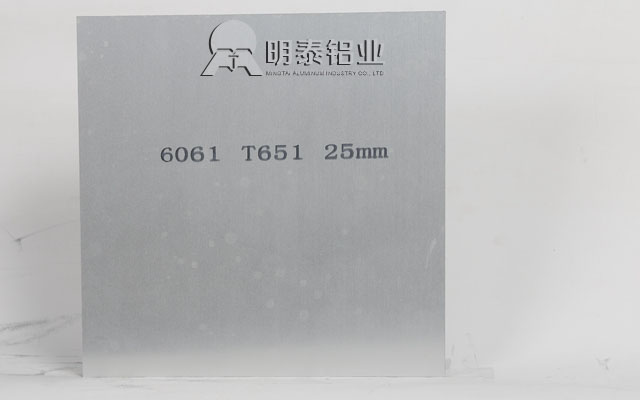 明泰铝业
MINGTAI ALUMINUM INDUSTRY CO., LTD
6061 T651 25mm